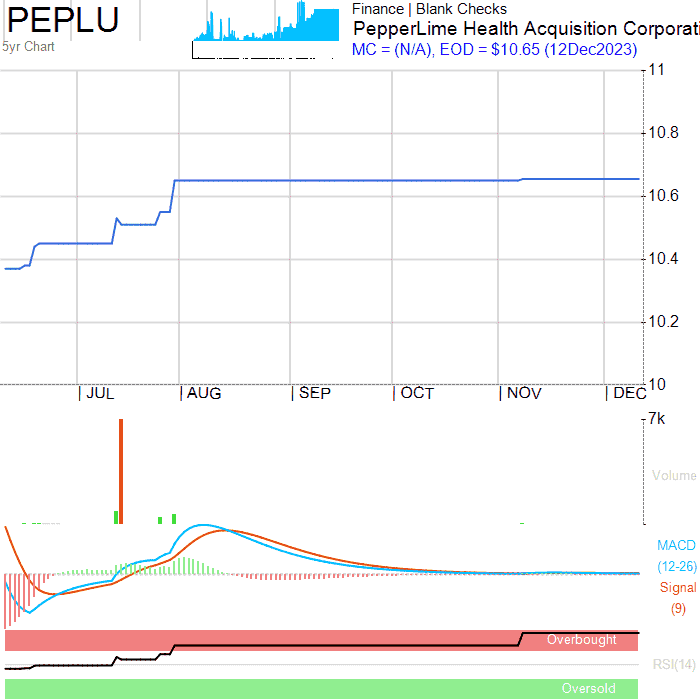 PEPLU
5yr Chart
Finance | Blank Checks
PepperLime Health Acquisition Corporati
MC = (N/A), EOD = $10.65 (12Dec2023)
11
10.8
10.6
10.4
10.2
10
| JUL | AUG | SEP | OCT | NOV | DEC
7k
Volume
MACD
(12-26)
Signal
(9)
Overbought
RSI(14)
Oversold